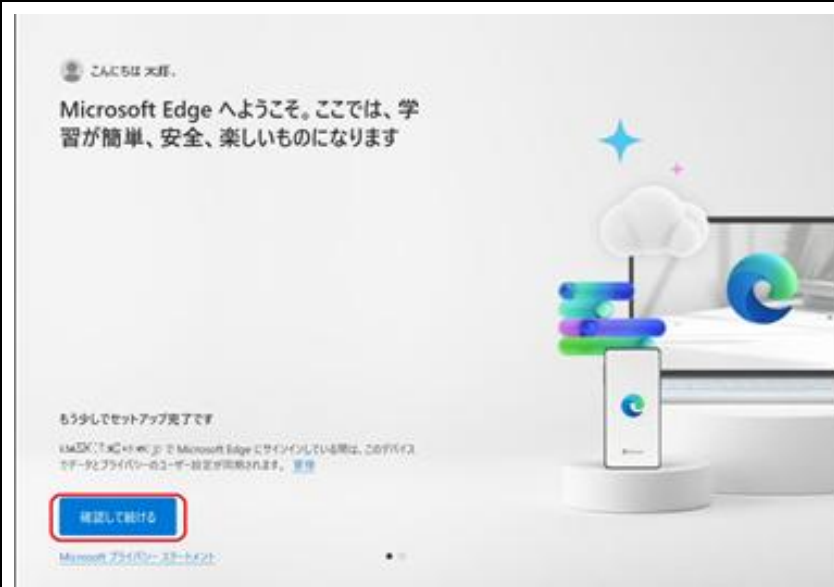 こんにちは 太郎.
Microsoft Edge へようこそ。ここでは、学
習が簡単、安全、楽しいものになります
もう少しでセットアップ完了です
で Microsoft Edge にサインインしている間は、このデバイス
でデータとプライバシーのユーザー設定が同期されます。 管理
確認して続ける
Microsoft プライバシー ステートメント